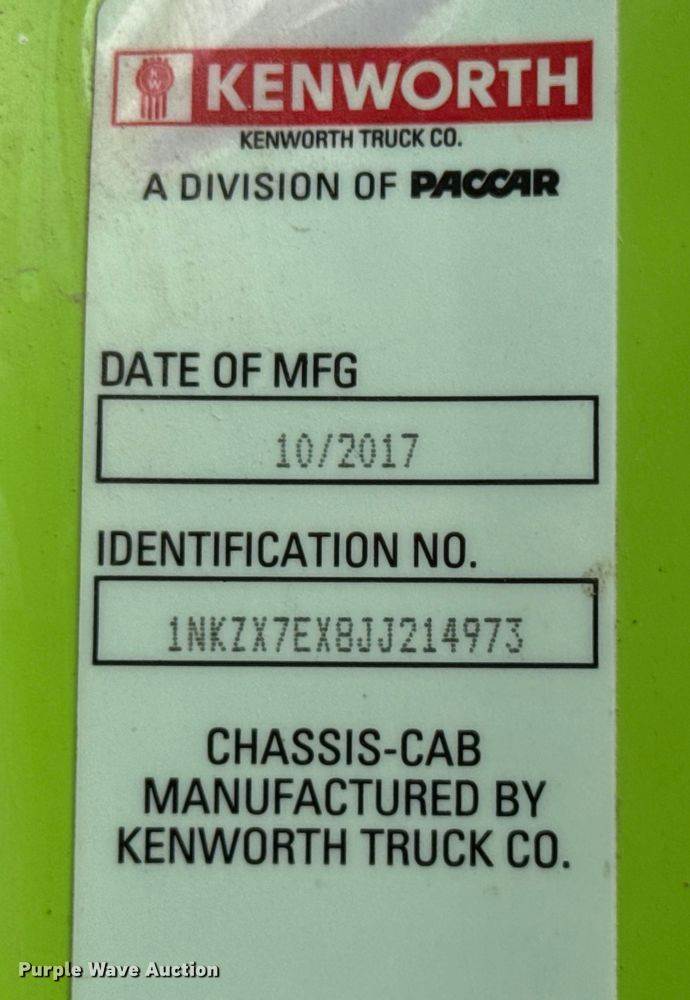 KENWORTH
KENWORTH TRUCK CO.
A DIVISION OF PACCAR
DATE OF MFG
10/2017
IDENTIFICATION NO.
1NKZX7EX8JJ214973
CHASSIS-CAB
MANUFACTURED BY
KENWORTH TRUCK CO.
Purple Wave Auction